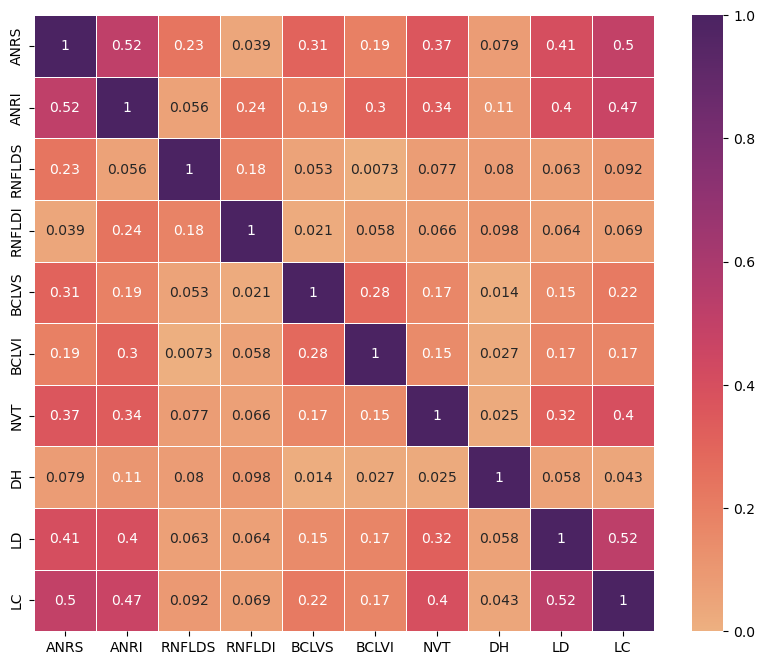 ANRS 1 0.52 0.23 0.039 0.31 0.19 0.37 0.079 0.41 0.5
ANRI 0.52 1 0.056 0.24 0.19 0.3 0.34 0.11 0.4 0.47
RNFLDS 0.23 0.056 1 0.18 0.053 0.0073 0.077 0.08 0.063 0.092
RNFLDI 0.039 0.24 0.18 1 0.021 0.058 0.066 0.098 0.064 0.069
BCLVS 0.31 0.19 0.053 0.021 1 0.28 0.17 0.014 0.15 0.22
BCLVI 0.19 0.3 0.0073 0.058 0.28 1 0.15 0.027 0.17 0.17
NVT 0.37 0.34 0.077 0.066 0.17 0.15 1 0.025 0.32 0.4
DH 0.079 0.11 0.08 0.098 0.014 0.027 0.025 1 0.058 0.043
LD 0.41 0.4 0.063 0.064 0.15 0.17 0.32 0.058 1 0.52
LC 0.5 0.47 0.092 0.069 0.22 0.17 0.4 0.043 0.52 1
ANRS ANRI RNFLDS RNFLDI BCLVS BCLVI NVT DH LD LC
1.0
0.8
0.6
0.4
0.2
0.0